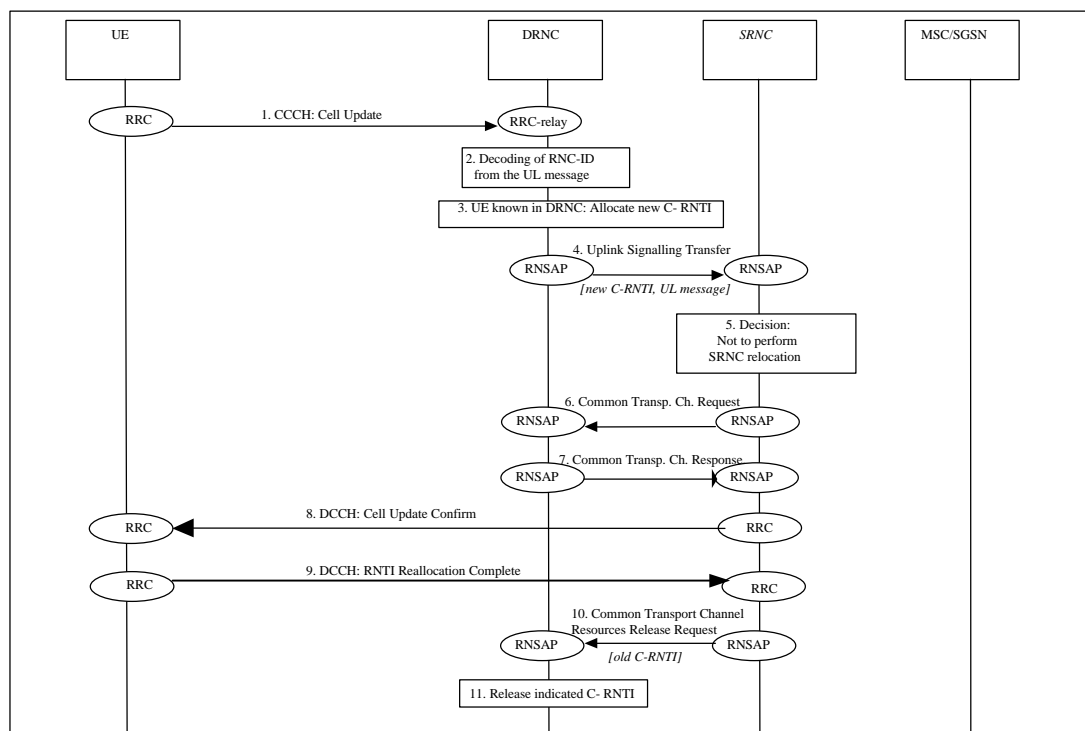 UE
DRNC
SRNC
MSC/SGSN
RRC
1. CCCH: Cell Update
RRC-relay
2. Decoding of RNC-ID
from the UL message
3. UE known in DRNC: Allocate new C- RNTI
4. Uplink Signalling Transfer
RNSAP
RNSAP
[new C-RNTI, UL message]
5. Decision:
Not to perform
SRNC relocation
6. Common Transp. Ch. Request
RNSAP
RNSAP
7. Common Transp. Ch. Response
RNSAP
RNSAP
8. DCCH: Cell Update Confirm
RRC
RRC
9. DCCH: RNTI Reallocation Complete
RRC
RRC
10. Common Transport Channel
Resources Release Request
RNSAP
RNSAP
[old C-RNTI]
11. Release indicated C- RNTI